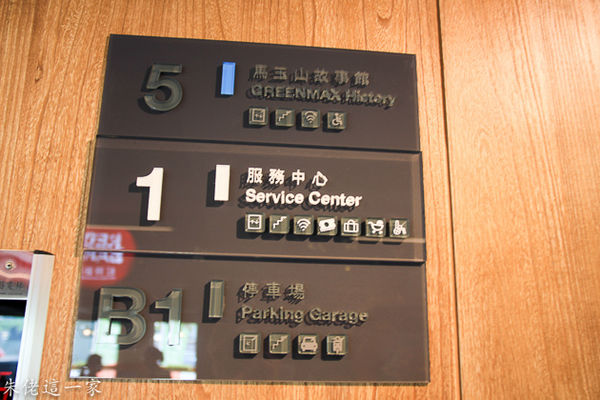 5
馬玉山故事館
GREENMAX History
1
服務中心
Service Center
B1
停車場
Parking Garage
朱佬這一家